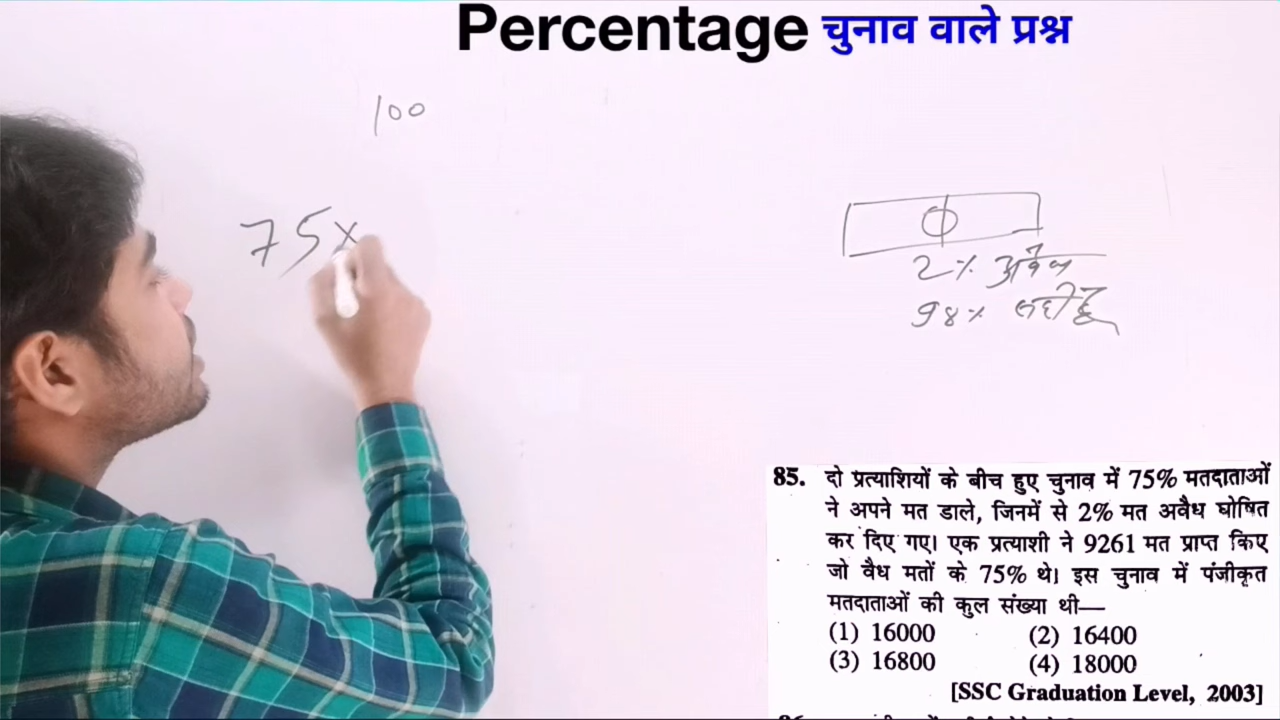 Percentage चुनाव वाले प्रश्न
100
75x
2% अवैध
98% सही है
85. दो प्रत्याशियों के बीच हुए चुनाव में 75% मतदाताओं
ने अपने मत डाले, जिनमें से 2% मत अवैध घोषित
कर दिए गए। एक प्रत्याशी ने 9261 मत प्राप्त किए
जो वैध मतों के 75% थे। इस चुनाव में पंजीकृत
मतदाताओं की कुल संख्या थी—
(1) 16000 (2) 16400
(3) 16800 (4) 18000
[SSC Graduation Level, 2003]